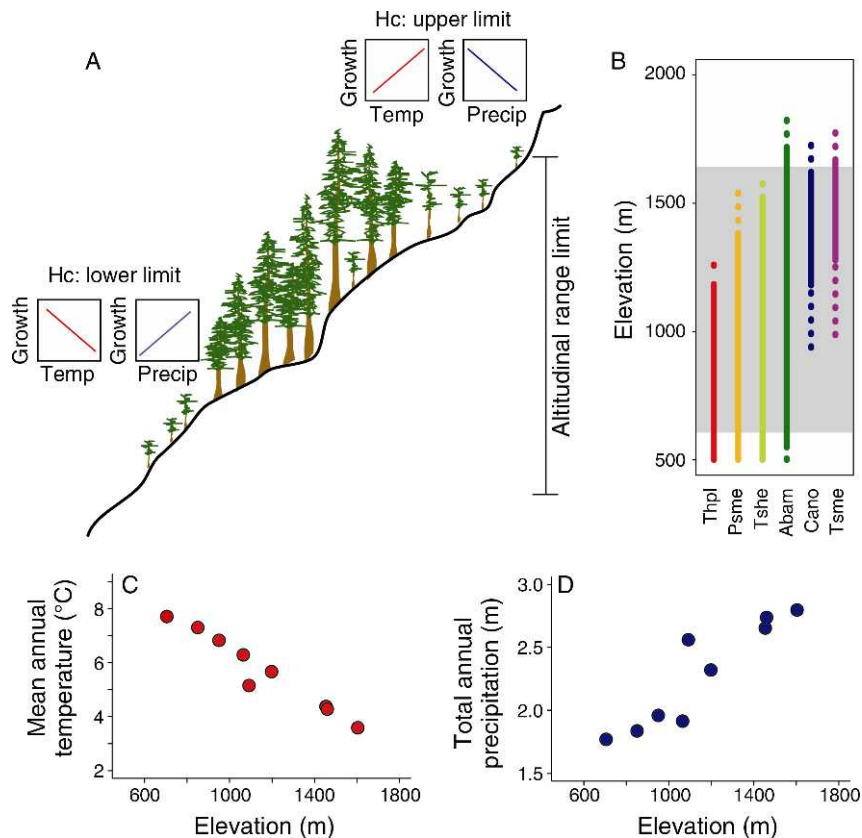 Hc: upper limit
A
Growth
Growth
Temp
Precip
Hc: lower limit
Growth
Growth
Temp
Precip
Altitudinal range limit
B
Elevation (m)
2000
1500
1000
500
Thpl
Psme
Tshe
Abam
Cano
Tsme
C
Mean annual
temperature (°C)
8
6
4
2
600
1000
1400
1800
Elevation (m)
D
Total annual
precipitation (m)
3.0
2.5
2.0
1.5
600
1000
1400
1800
Elevation (m)